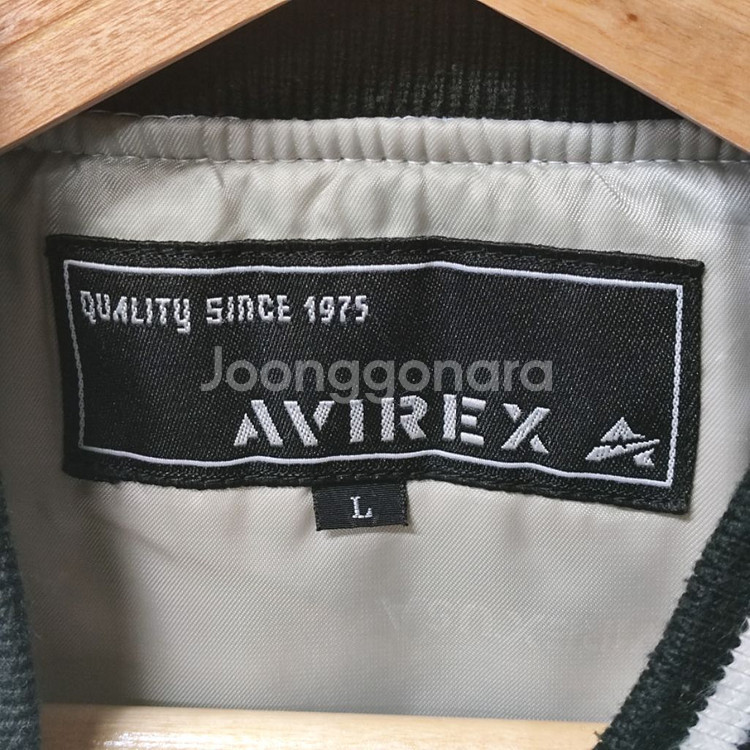 QUALITY SINCE 1975
Joonggonara
AVIREX
L